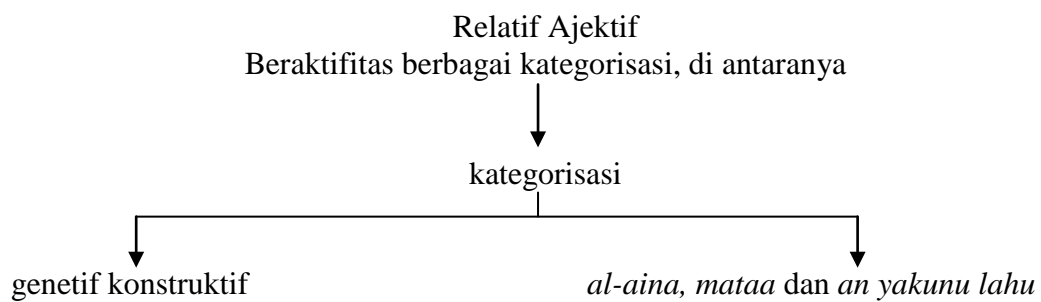 Relatif Ajektif
Beraktifitas berbagai kategorisasi, di antaranya
kategorisasi
genetif konstruktif
al-aina, mataa dan an yakunu lahu